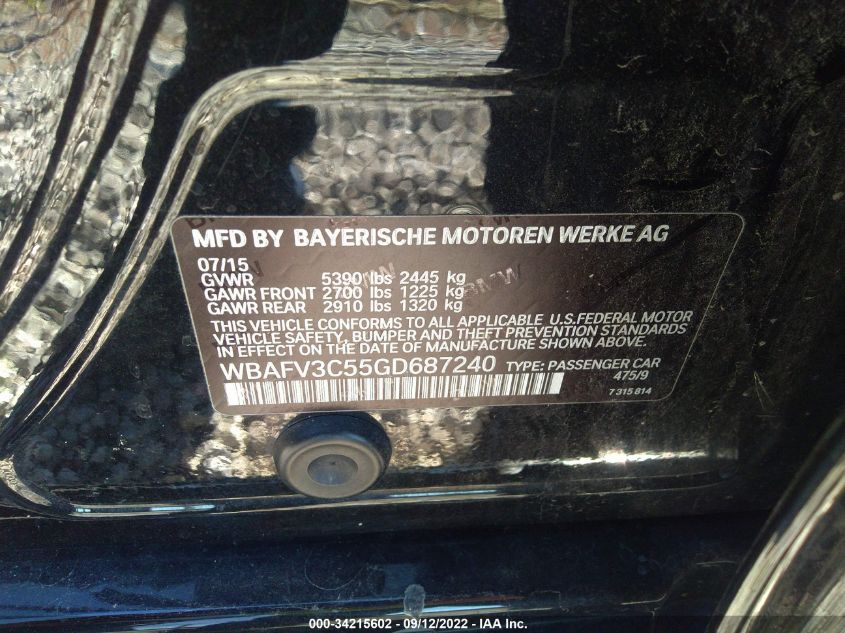 MFD BY BAYERISCHE MOTOREN WERKE AG
07/15
GVWR 5390 lbs 2445 kg
GAWR FRONT 2700 lbs 1225 kg
GAWR REAR 2910 lbs 1320 kg
THIS VEHICLE CONFORMS TO ALL APPLICABLE U.S.FEDERAL MOTOR
VEHICLE SAFETY, BUMPER AND THEFT PREVENTION STANDARDS
IN EFFECT ON THE DATE OF MANUFACTURE SHOWN ABOVE.
WBAFV3C55GD687240 TYPE: PASSENGER CAR
475/9
7 315 814
000-34215602 - 09/12/2022 - IAA Inc.